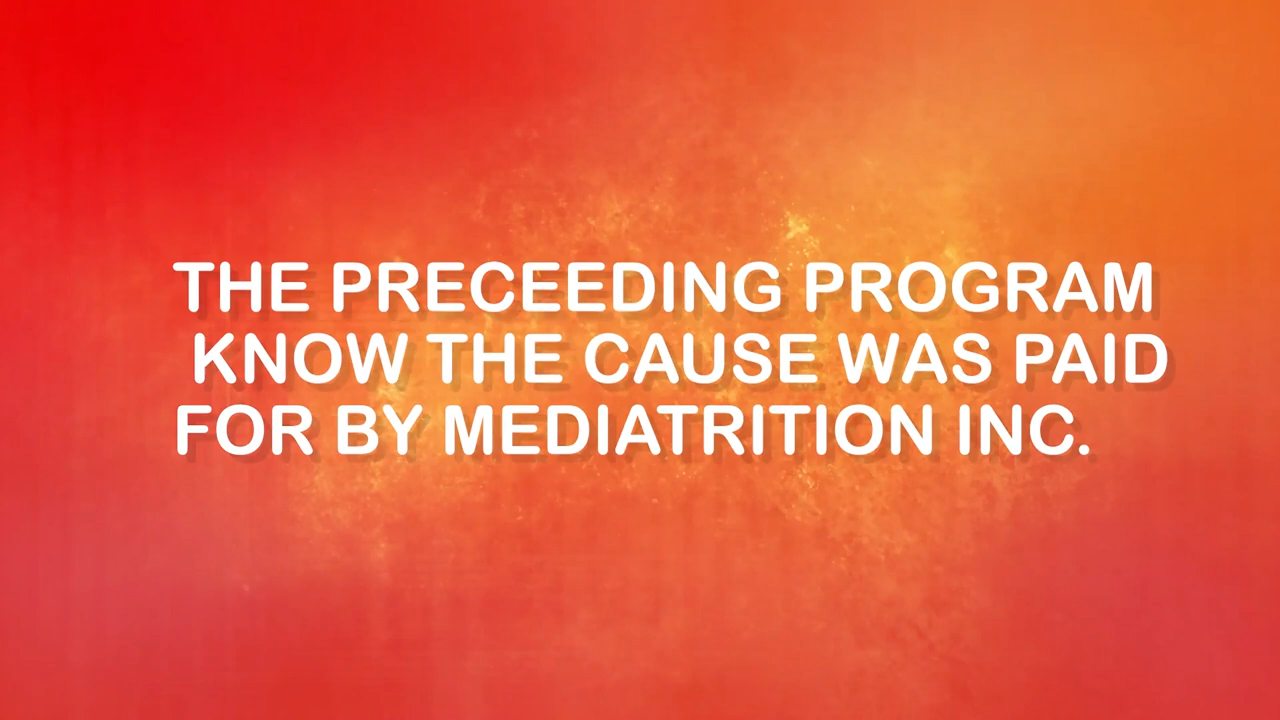 THE PRECEEDING PROGRAM
KNOW THE CAUSE WAS PAID
FOR BY MEDIATRITION INC.